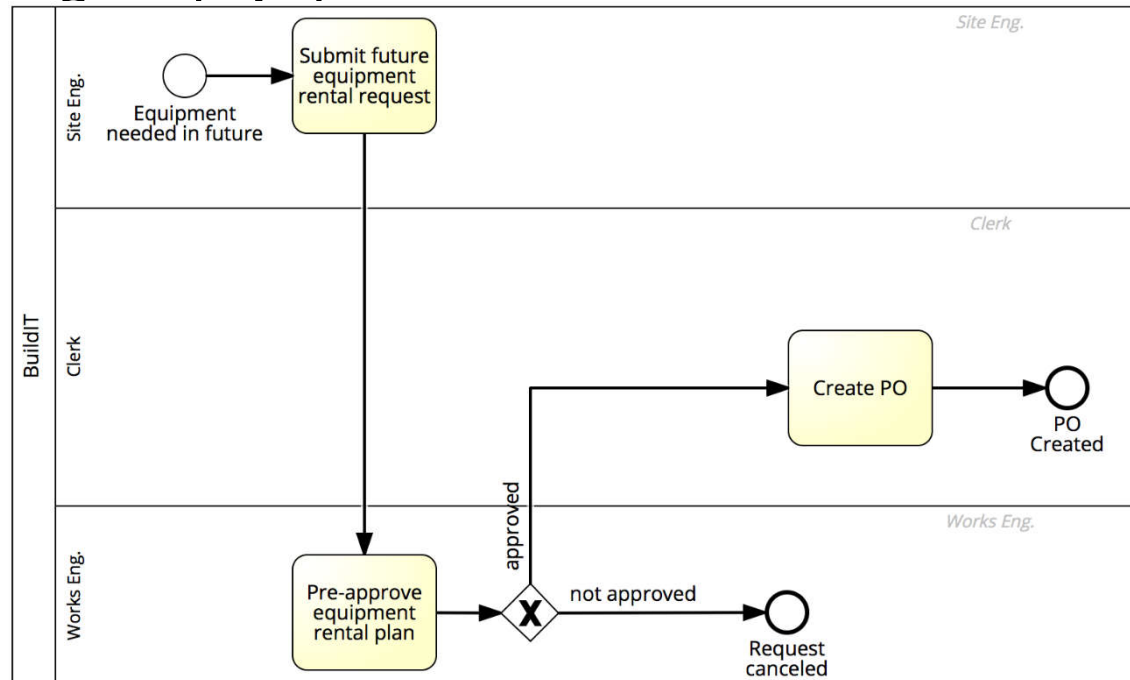 Site Eng.
Submit future
equipment
rental request
Site Eng.
Equipment
needed in future
Clerk
BuildIT
Clerk
Create PO
PO
Created
approved
Works Eng.
Works Eng.
Pre-approve
equipment
rental plan
X
not approved
Request
canceled